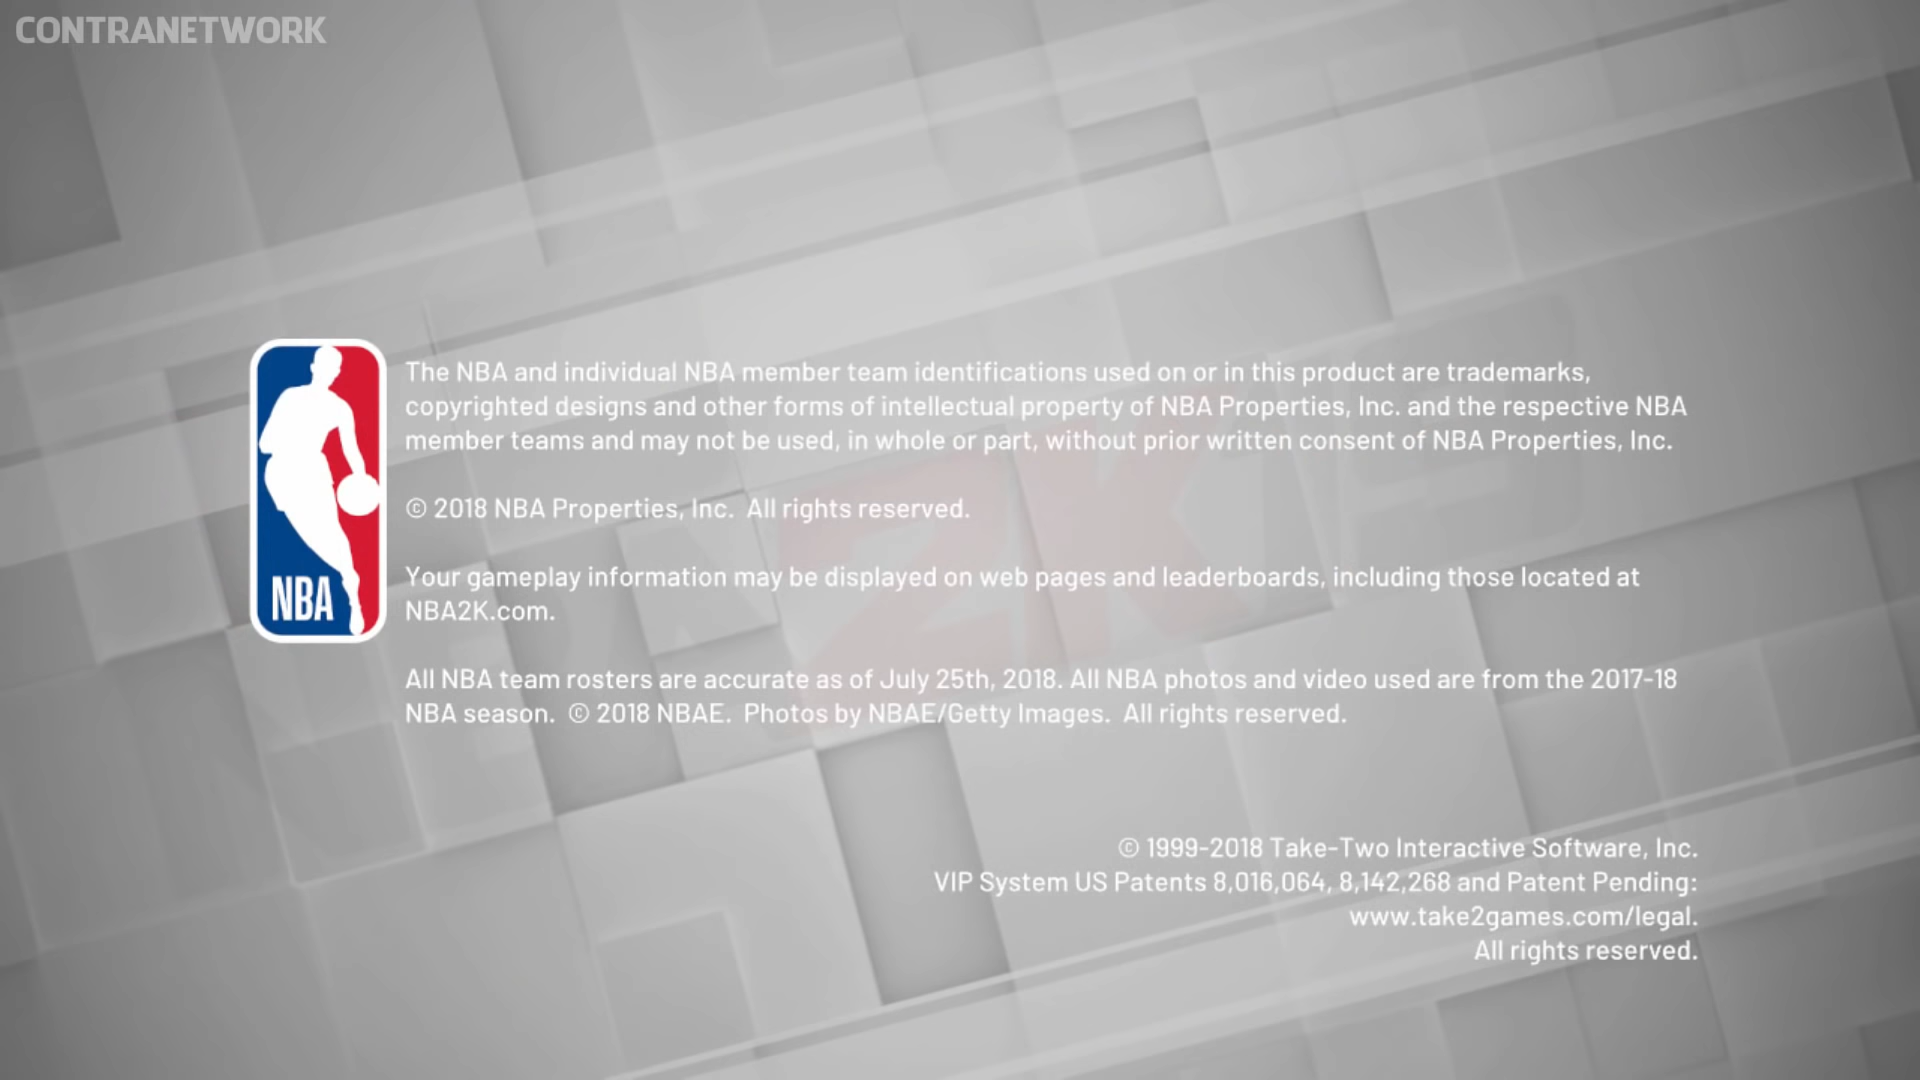 CONTRANETWORK
The NBA and individual NBA member team identifications used on or in this product are trademarks,
copyrighted designs and other forms of intellectual property of NBA Properties, Inc. and the respective NBA
member teams and may not be used, in whole or part, without prior written consent of NBA Properties, Inc.
© 2018 NBA Properties, Inc.  All rights reserved.
Your gameplay information may be displayed on web pages and leaderboards, including those located at
NBA2K.com.
NBA
All NBA team rosters are accurate as of July 25th, 2018. All NBA photos and video used are from the 2017-18
NBA season.  © 2018 NBAE.  Photos by NBAE/Getty Images.  All rights reserved.
2K
© 1999-2018 Take-Two Interactive Software, Inc.
VIP System US Patents 8,016,064, 8,142,268 and Patent Pending:
www.take2games.com/legal.
All rights reserved.